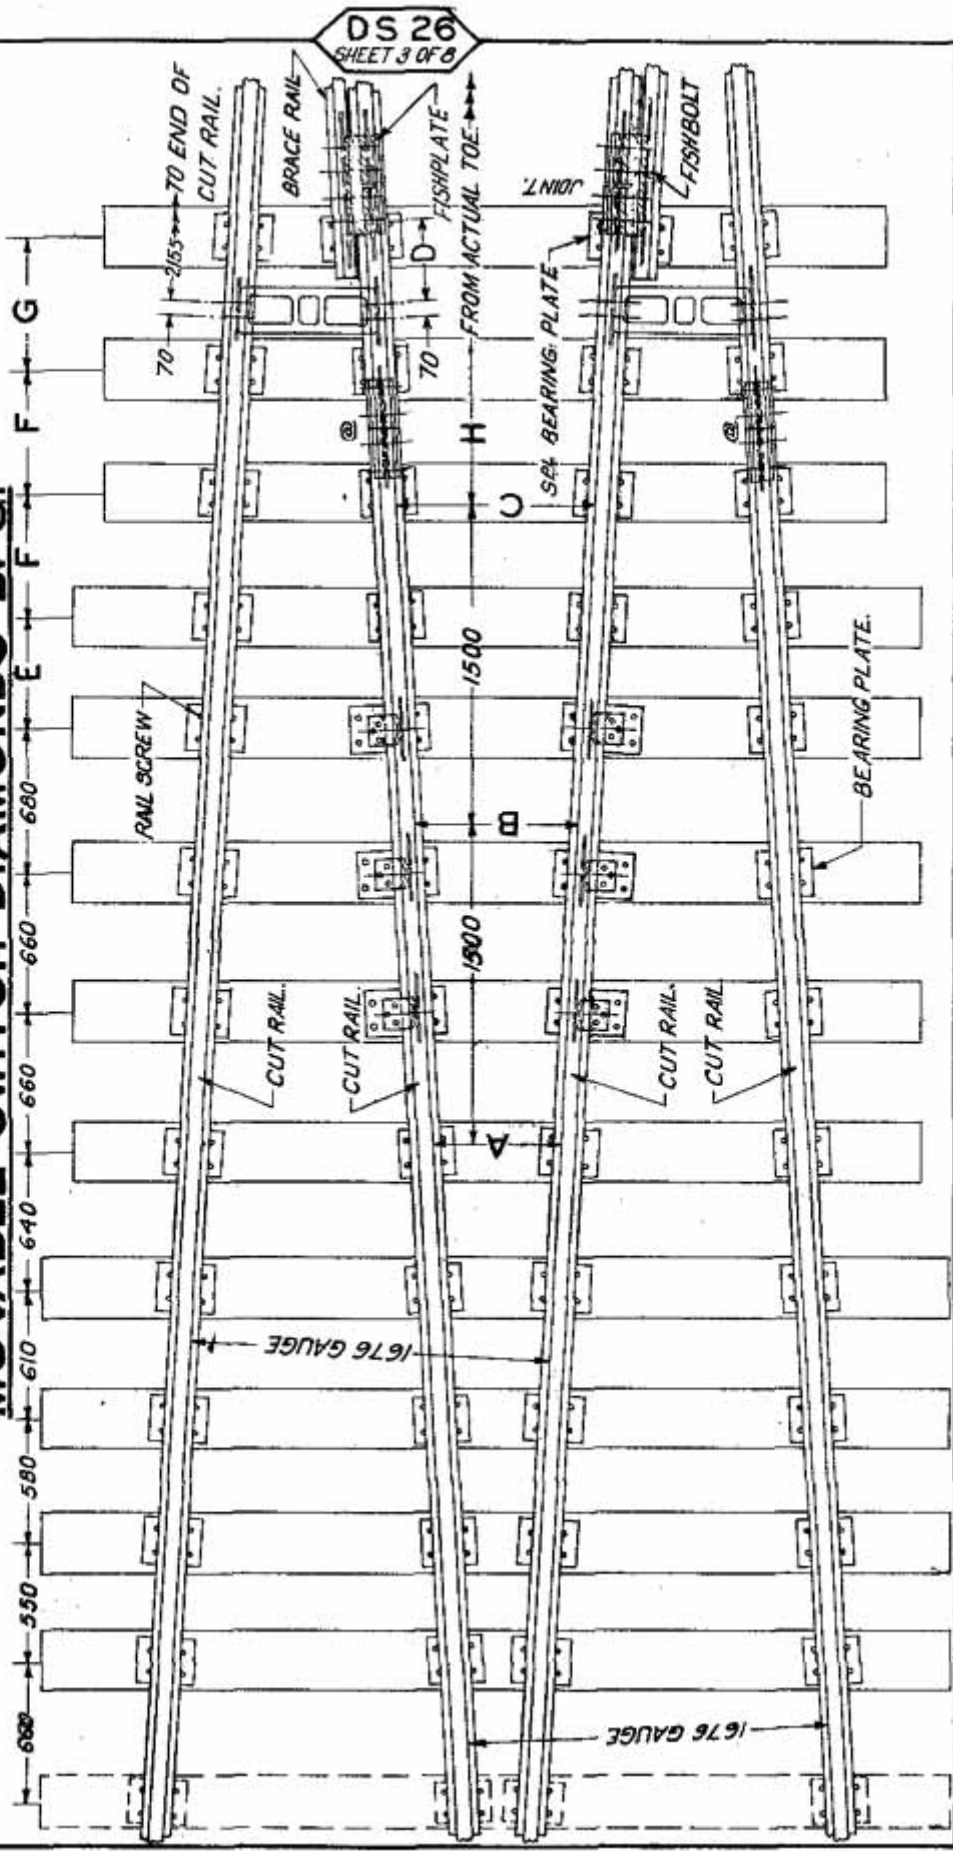 DS 26
SHEET 3 OF 8
G
F
F
E
680
660
660
640
610
580
550
70 END OF
CUT RAIL.
2155
70
BRACE RAIL
FISHPLATE
D
70
FROM ACTUAL TOE.
JOINT.
FISHBOLT
SPL BEARING PLATE
@
@
H
C
1500
RAIL SCREW
B
BEARING PLATE.
1500
CUT RAIL.
CUT RAIL.
CUT RAIL.
CUT RAIL
A
1676 GAUGE
1676 GAUGE